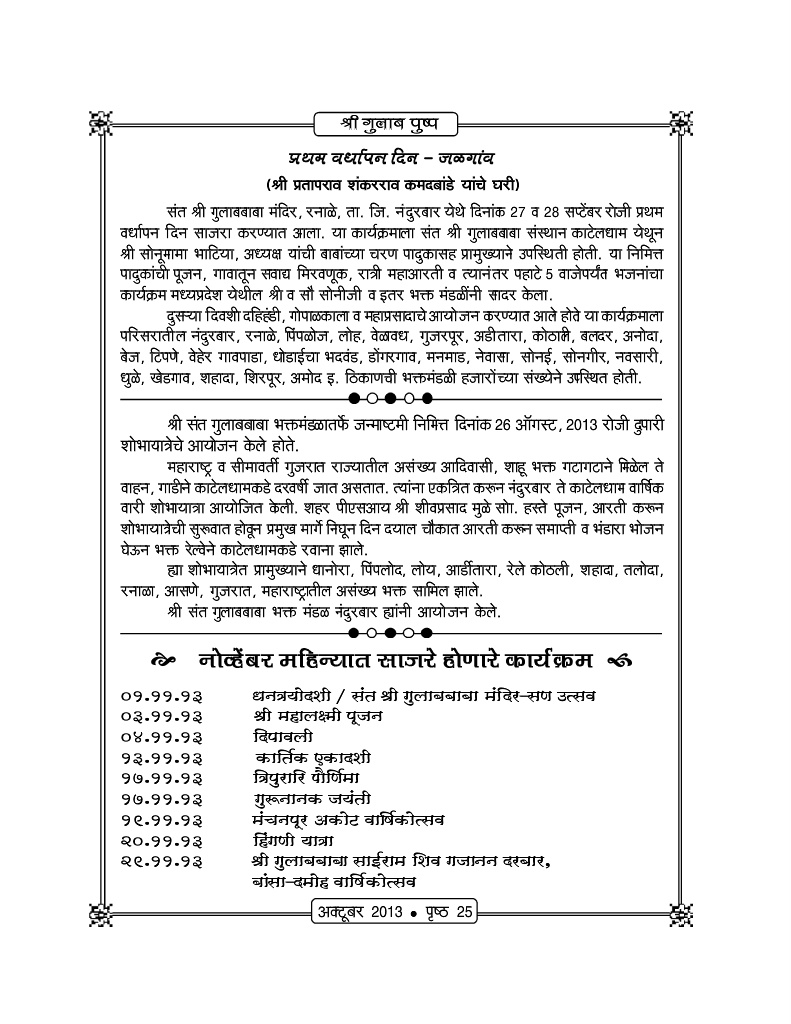 श्री गुलाब पुष्प
प्रथम वर्धापन दिन – जळगांव
(श्री प्रतापराव शंकरराव कमदबांडे यांचे घरी)
संत श्री गुलाबबाबा मंदिर, रनाळे, ता. जि. नंदुरबार येथे दिनांक 27 व 28 सप्टेंबर रोजी प्रथम
वर्धापन दिन साजरा करण्यात आला. या कार्यक्रमाला संत श्री गुलाबबाबा संस्थान काटेलधाम येथून
श्री सोनूमामा भाटिया, अध्यक्ष यांची बाबांच्या चरण पादुकासह प्रामुख्याने उपस्थिती होती. या निमित्त
पादुकांची पूजन, गावातून सवाद्य मिरवणूक, रात्री महाआरती व त्यानंतर पहाटे 5 वाजेपर्यंत भजनांचा
कार्यक्रम मध्यप्रदेश येथील श्री व सौ सोनीजी व इतर भक्त मंडळींनी सादर केला.
दुसऱ्या दिवशी दहिहंडी, गोपाळकाला व महाप्रसादाचे आयोजन करण्यात आले होते या कार्यक्रमाला
परिसरातील नंदुरबार, रनाळे, पिंपळोज, लोह, वेळवध, गुजरपूर, अडीतारा, कोठाली, बलदर, अनोदा,
बेज, टिपणे, वेहेर गावपाडा, धोडाईचा भदवंड, डोंगरगाव, मनमाड, नेवासा, सोनई, सोनगीर, नवसारी,
धुळे, खेडगाव, शहादा, शिरपूर, अमोद इ. ठिकाणची भक्तमंडळी हजारोंच्या संख्येने उपस्थित होती.
श्री संत गुलाबबाबा भक्तमंडळातर्फे जन्माष्टमी निमित्त दिनांक 26 ऑगस्ट, 2013 रोजी दुपारी
शोभायात्रेचे आयोजन केले होते.
महाराष्ट्र व सीमावर्ती गुजरात राज्यातील असंख्य आदिवासी, शाहू भक्त गटागटाने मिळेल ते
वाहन, गाडीने काटेलधामकडे दरवर्षी जात असतात. त्यांना एकत्रित करून नंदुरबार ते काटेलधाम वार्षिक
वारी शोभायात्रा आयोजित केली. शहर पीएसआय श्री शीवप्रसाद मुळे सो. हस्ते पूजन, आरती करून
शोभायात्रेची सुरूवात होवून प्रमुख मार्गे निघून दिन दयाल चौकात आरती करून समाप्ती व भंडारा भोजन
घेऊन भक्त रेल्वेने काटेलधामकडे रवाना झाले.
ह्या शोभायात्रेत प्रामुख्याने धानोरा, पिंपलोद, लोय, आर्डीतारा, रेले कोठली, शहादा, तलोदा,
रनाळा, आसणे, गुजरात, महाराष्ट्रातील असंख्य भक्त सामिल झाले.
श्री संत गुलाबबाबा भक्त मंडळ नंदुरबार ह्यांनी आयोजन केले.
नोव्हेंबर महिन्यात साजरे होणारे कार्यक्रम
०१.११.१३ धनत्रयोदशी / संत श्री गुलाबबाबा मंदिर-सण उत्सव
०३.११.१३ श्री महालक्ष्मी पूजन
०४.११.१३ दिपावली
१३.११.१३ कार्तिक एकादशी
१७.११.१३ त्रिपुरारि पौर्णिमा
१७.११.१३ गुरूनानक जयंती
१९.११.१३ मंचनपूर अकोट वार्षिकोत्सव
२०.११.१३ हिंगणी यात्रा
२९.११.१३ श्री गुलाबबाबा साईराम शिव गजानन दरबार,
बांसा-दमोह वार्षिकोत्सव
अक्टूबर 2013 ● पृष्ठ 25